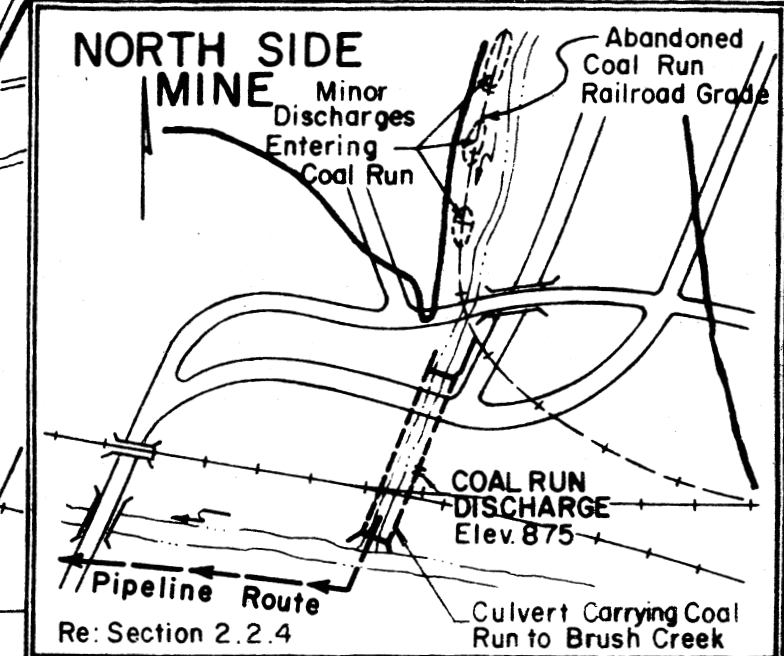 NORTH SIDE
MINE
Minor
Discharges
Entering
Coal Run
Abandoned
Coal Run
Railroad Grade
COAL RUN
DISCHARGE
Elev. 875
Pipeline Route
Culvert Carrying Coal
Run to Brush Creek
Re: Section 2.2.4